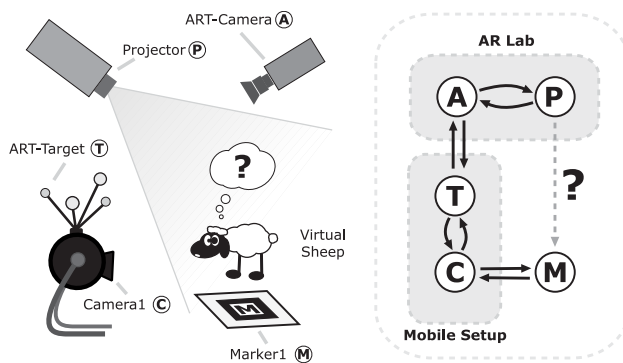 ART-Camera A
Projector P
ART-Target T
?
Virtual
Sheep
M
Camera1 C
Marker1 M
AR Lab
A P
T
?
C M
Mobile Setup